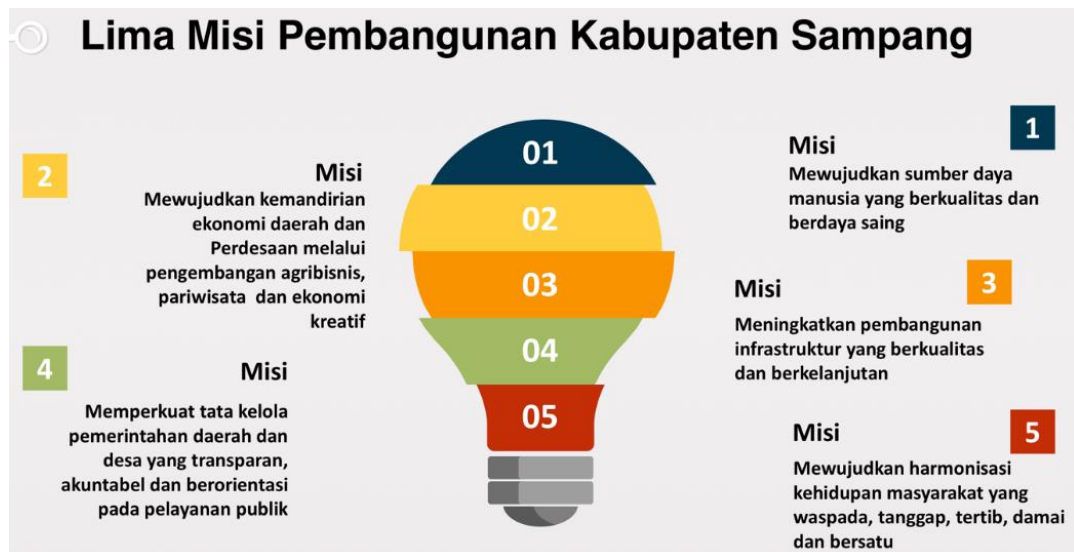 Lima Misi Pembangunan Kabupaten Sampang
1
Misi
Mewujudkan sumber daya
manusia yang berkualitas dan
berdaya saing
2
Misi
Mewujudkan kemandirian
ekonomi daerah dan
Perdesaan melalui
pengembangan agribisnis,
pariwisata dan ekonomi
kreatif
3
Misi
Meningkatkan pembangunan
infrastruktur yang berkualitas
dan berkelanjutan
4
Misi
Memperkuat tata kelola
pemerintahan daerah dan
desa yang transparan,
akuntabel dan berorientasi
pada pelayanan publik
5
Misi
Mewujudkan harmonisasi
kehidupan masyarakat yang
waspada, tanggap, tertib, damai
dan bersatu
01
02
03
04
05